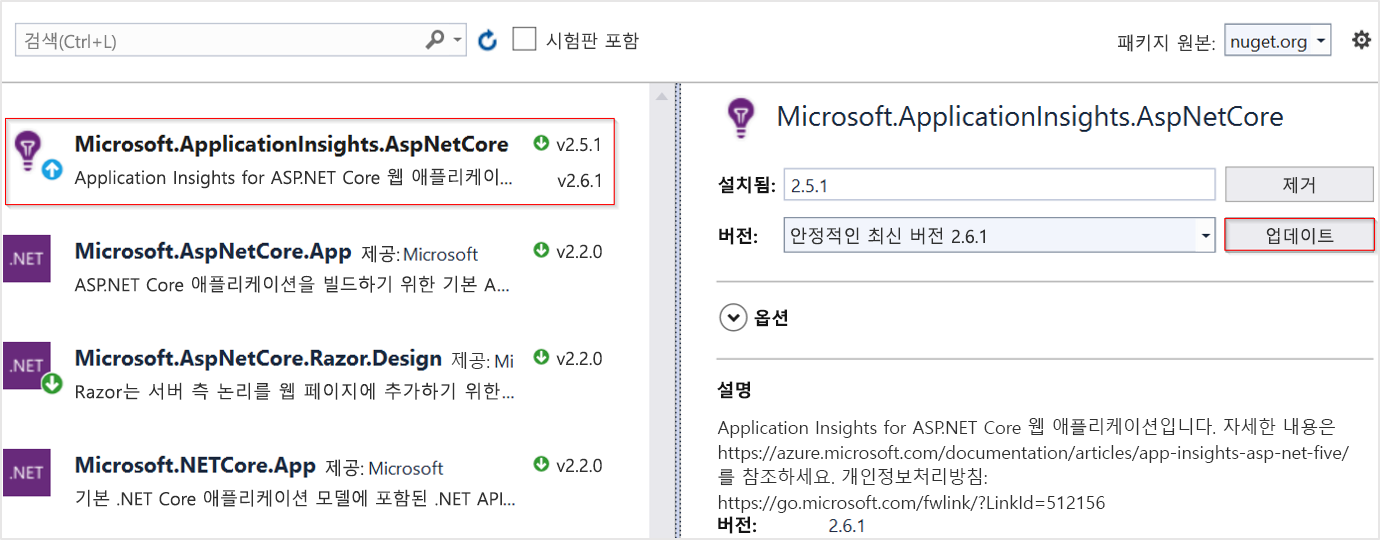 검색(Ctrl+L)
시험판 포함
패키지 원본: nuget.org
Microsoft.ApplicationInsights.AspNetCore v2.5.1
Application Insights for ASP.NET Core 웹 애플리케이... v2.6.1
.NET Microsoft.AspNetCore.App 제공: Microsoft v2.2.0
ASP.NET Core 애플리케이션을 빌드하기 위한 기본 A...
.NET Microsoft.AspNetCore.Razor.Design 제공: Mi v2.2.0
Razor는 서버 측 논리를 웹 페이지에 추가하기 위한...
.NET Microsoft.NETCore.App 제공: Microsoft v2.2.0
기본 .NET Core 애플리케이션 모델에 포함된 .NET API...
Microsoft.ApplicationInsights.AspNetCore
설치됨: 2.5.1 제거
버전: 안정적인 최신 버전 2.6.1 업데이트
옵션
설명
Application Insights for ASP.NET Core 웹 애플리케이션입니다. 자세한 내용은
https://azure.microsoft.com/documentation/articles/app-insights-asp-net-five/
를 참조하세요. 개인정보처리방침:
https://go.microsoft.com/fwlink/?LinkId=512156
버전: 2.6.1